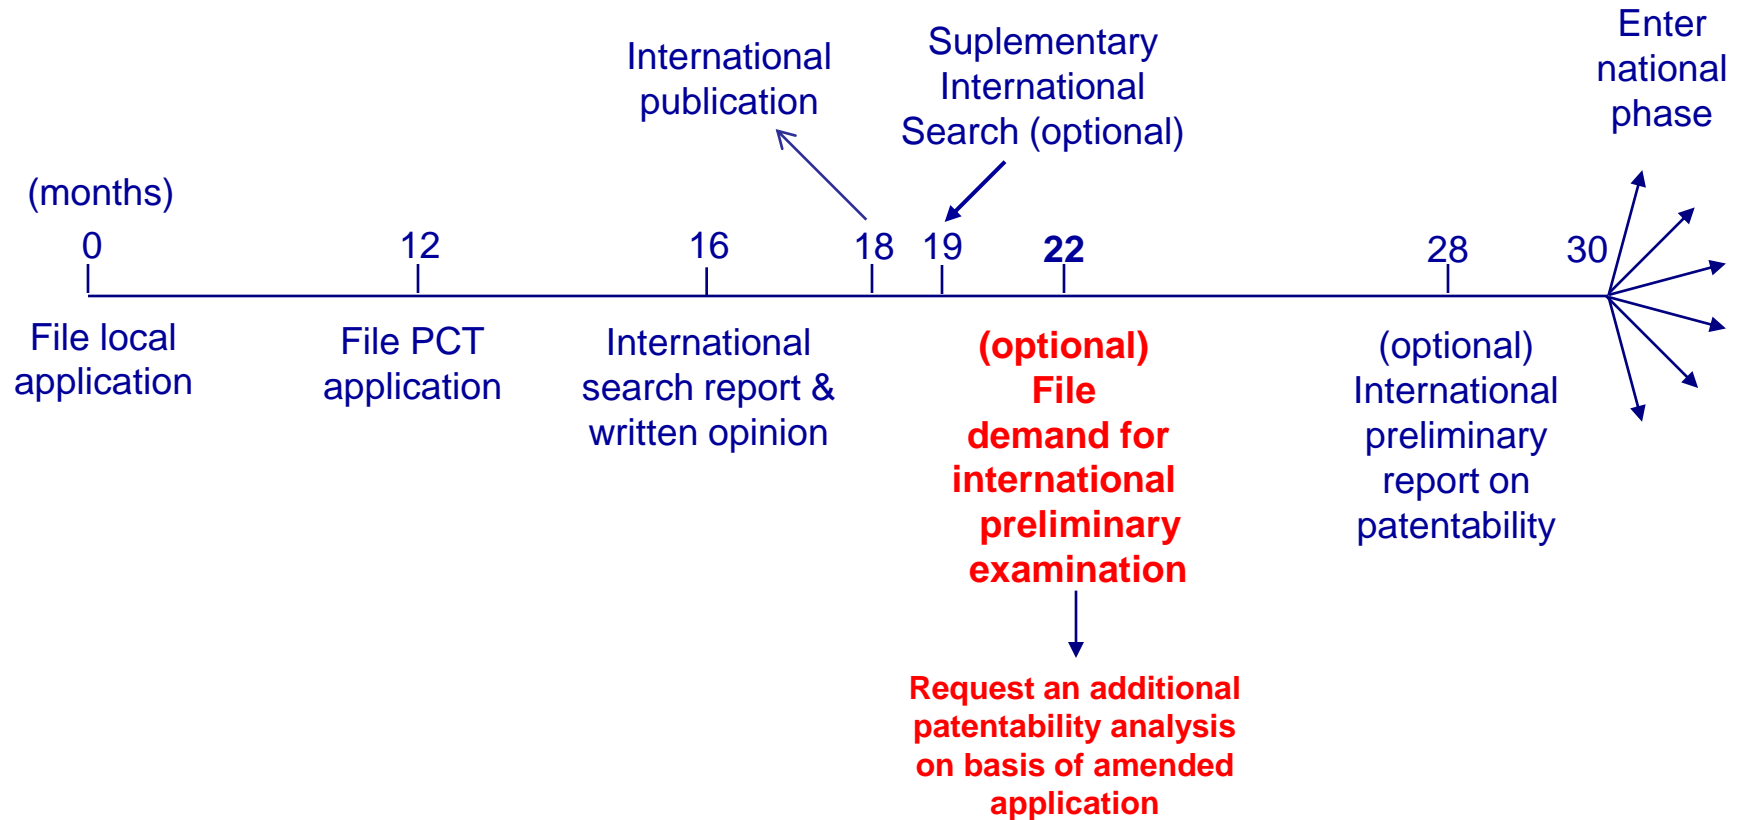 International
publication
Suplementary
International
Search (optional)
Enter
national
phase
(months)
0
12
16
18
19
22
28
30
File local
application
File PCT
application
International
search report &
written opinion
(optional)
File
demand for
international
preliminary
examination
(optional)
International
preliminary
report on
patentability
Request an additional
patentability analysis
on basis of amended
application